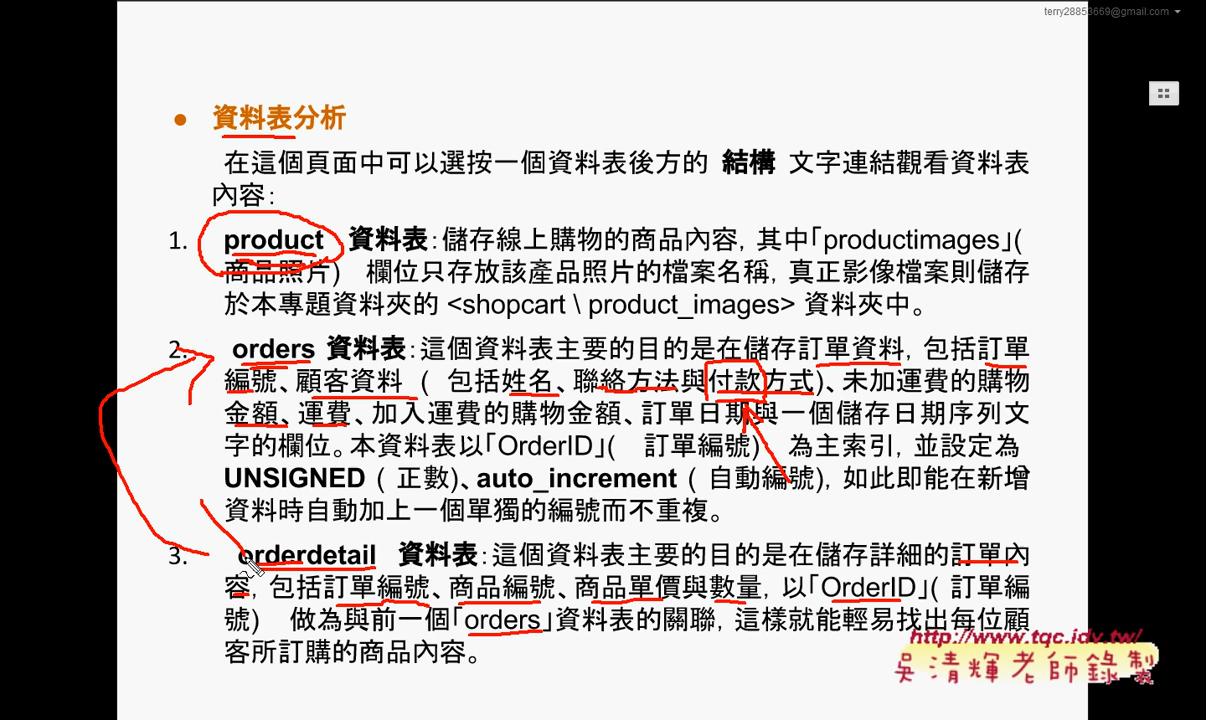 terry28853669@gmail.com
● 資料表分析
在這個頁面中可以選按一個資料表後方的 結構 文字連結觀看資料表
內容：
1. product 資料表：儲存線上購物的商品內容，其中「productimages」(
商品照片) 欄位只存放該產品照片的檔案名稱，真正影像檔案則儲存
於本專題資料夾的 <shopcart \ product_images> 資料夾中。
2. orders 資料表：這個資料表主要的目的是在儲存訂單資料，包括訂單
編號、顧客資料 ( 包括姓名、聯絡方法與付款方式)、未加運費的購物
金額、運費、加入運費的購物金額、訂單日期與一個儲存日期序列文
字的欄位。本資料表以「OrderID」( 訂單編號) 為主索引，並設定為
UNSIGNED ( 正數)、auto_increment ( 自動編號)，如此即能在新增
資料時自動加上一個單獨的編號而不重複。
3. orderdetail 資料表：這個資料表主要的目的是在儲存詳細的訂單內
容，包括訂單編號、商品編號、商品單價與數量，以「OrderID」( 訂單編
號) 做為與前一個「orders」資料表的關聯，這樣就能輕易找出每位顧
客所訂購的商品內容。
http://www.tqc.idv.tw/
吳清輝老師錄製